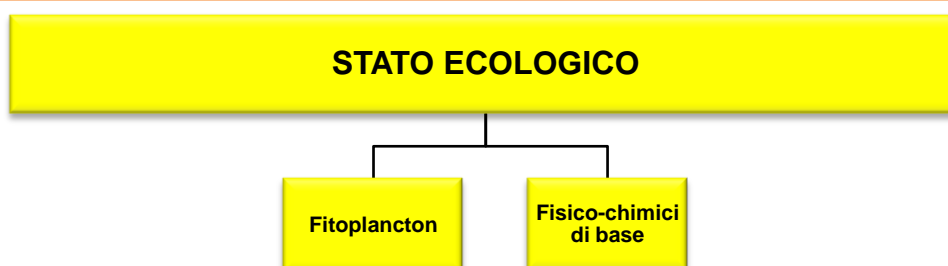 STATO ECOLOGICO
Fitoplancton
Fisico-chimici
di base